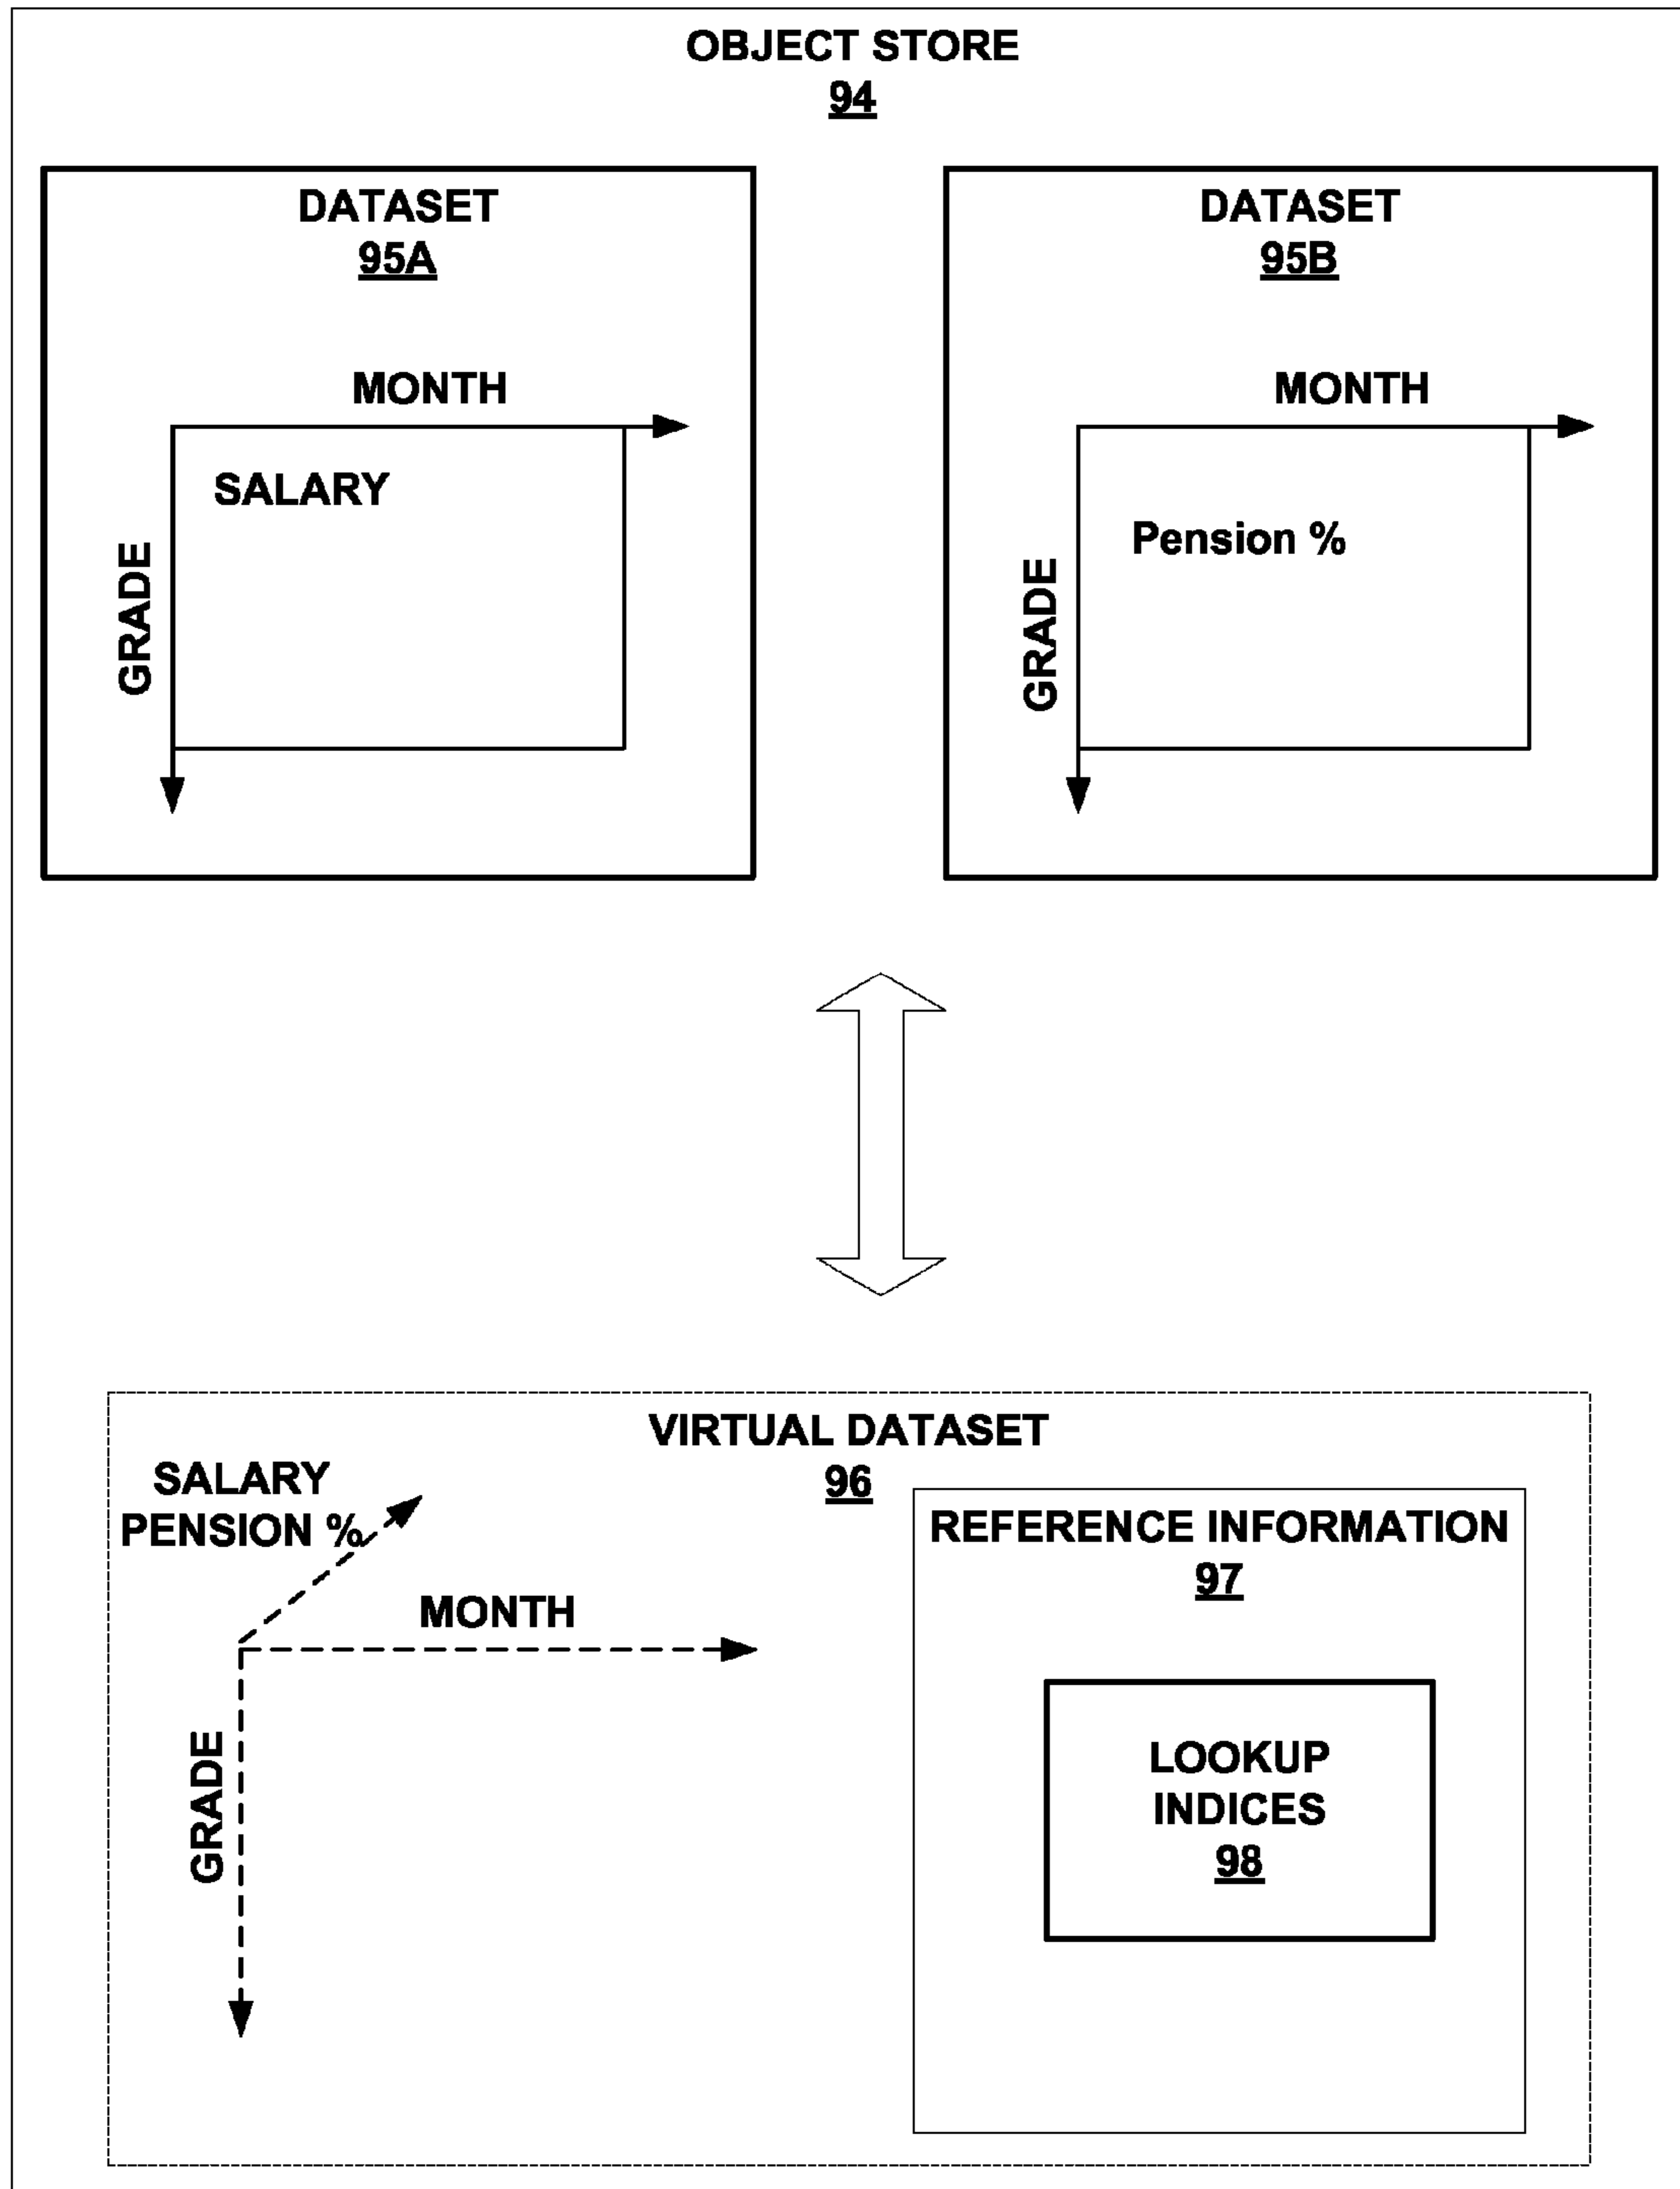 OBJECT STORE
94
DATASET
95A
MONTH
SALARY
GRADE
DATASET
95B
MONTH
Pension %
GRADE
VIRTUAL DATASET
96
SALARY
PENSION %
MONTH
GRADE
REFERENCE INFORMATION
97
LOOKUP
INDICES
98